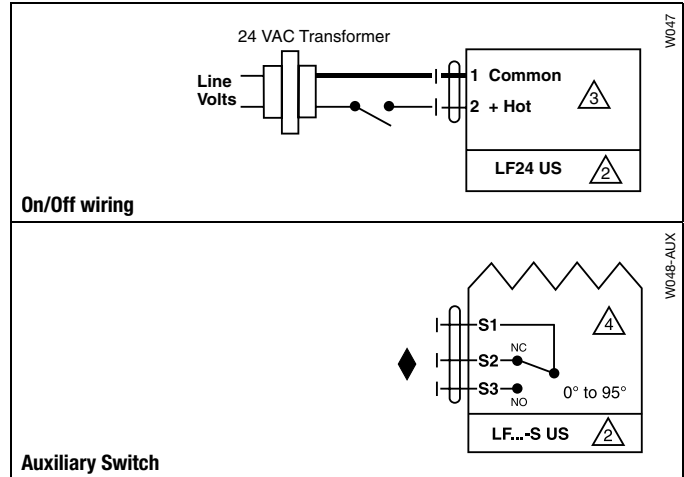 24 VAC Transformer
W047
Line
Volts
1 Common
2 + Hot
3
LF24 US
2
On/Off wiring
W048-AUX
S1
4
S2
NC
S3
NO
0° to 95°
LF...-S US
2
Auxiliary Switch